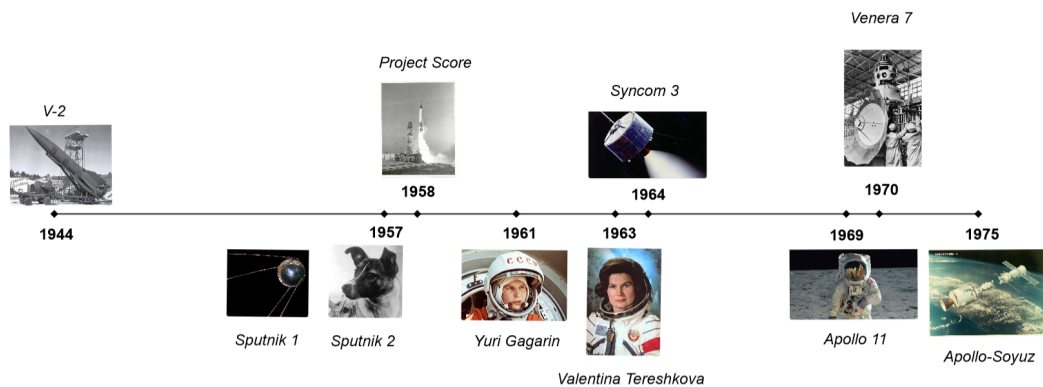 Venera 7
Project Score
Syncom 3
V-2
1958
1964
1970
1944
1957
1961
1963
1969
1975
СССР
Sputnik 1
Sputnik 2
Yuri Gagarin
Apollo 11
Apollo-Soyuz
Valentina Tereshkova